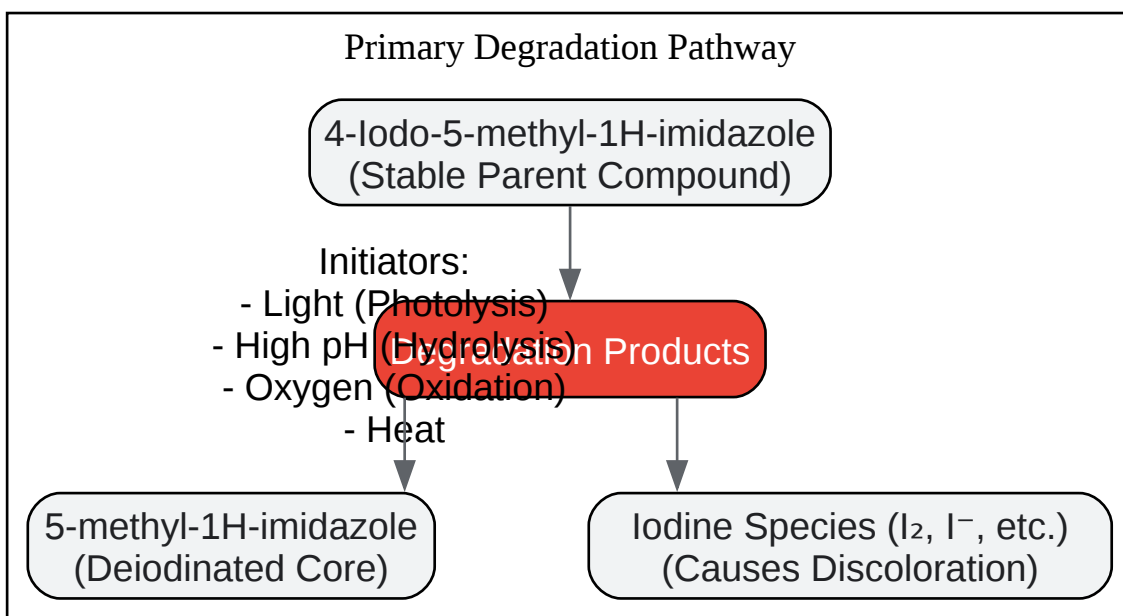 Primary Degradation Pathway
4-Iodo-5-methyl-1H-imidazole
(Stable Parent Compound)
Initiators:
- Light (Photolysis)
- High pH (Hydrolysis)
- Oxygen (Oxidation)
- Heat
Degradation Products
5-methyl-1H-imidazole
(Deiodinated Core)
Iodine Species (I₂, I⁻, etc.)
(Causes Discoloration)